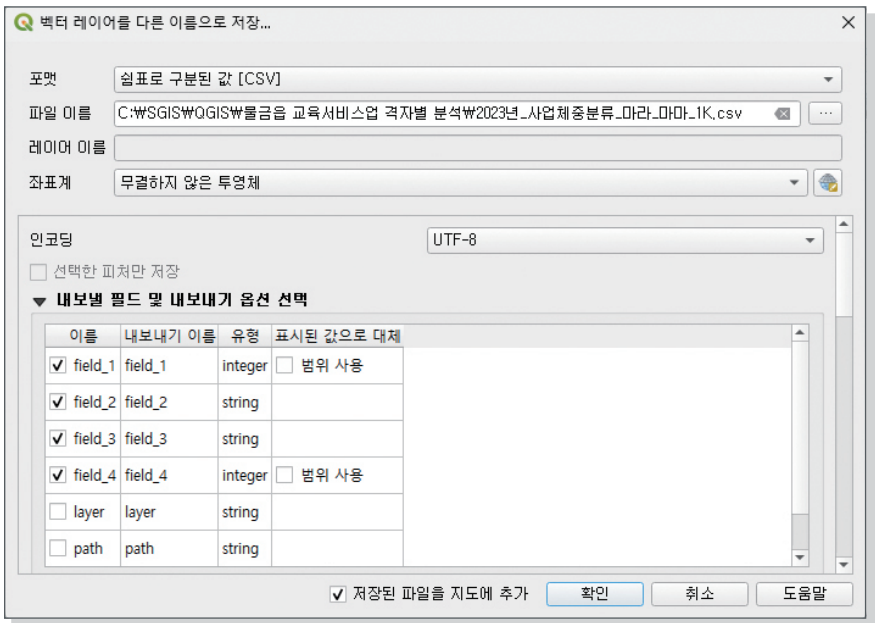 벡터 레이어를 다른 이름으로 저장...
포맷 쉼표로 구분된 값 [CSV]
파일 이름 C:₩SGIS₩QGIS₩물금읍 교육서비스업 격자별 분석₩2023년_사업체중분류_마라_마마_1K.csv ...
레이어 이름
좌표계 무결하지 않은 투영체
인코딩 UTF-8
선택한 피처만 저장
내보낼 필드 및 내보내기 옵션 선택
이름 내보내기 이름 유형 표시된 값으로 대체
field_1 field_1 integer 범위 사용
field_2 field_2 string
field_3 field_3 string
field_4 field_4 integer 범위 사용
layer layer string
path path string
저장된 파일을 지도에 추가 확인 취소 도움말